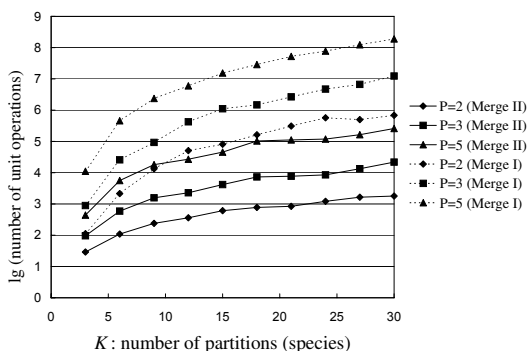 lg (number of unit operations)
9
8
7
6
5
4
3
2
1
0
0 5 10 15 20 25 30
K: number of partitions (species)
P=2 (Merge II)
P=3 (Merge II)
P=5 (Merge II)
P=2 (Merge I)
P=3 (Merge I)
P=5 (Merge I)